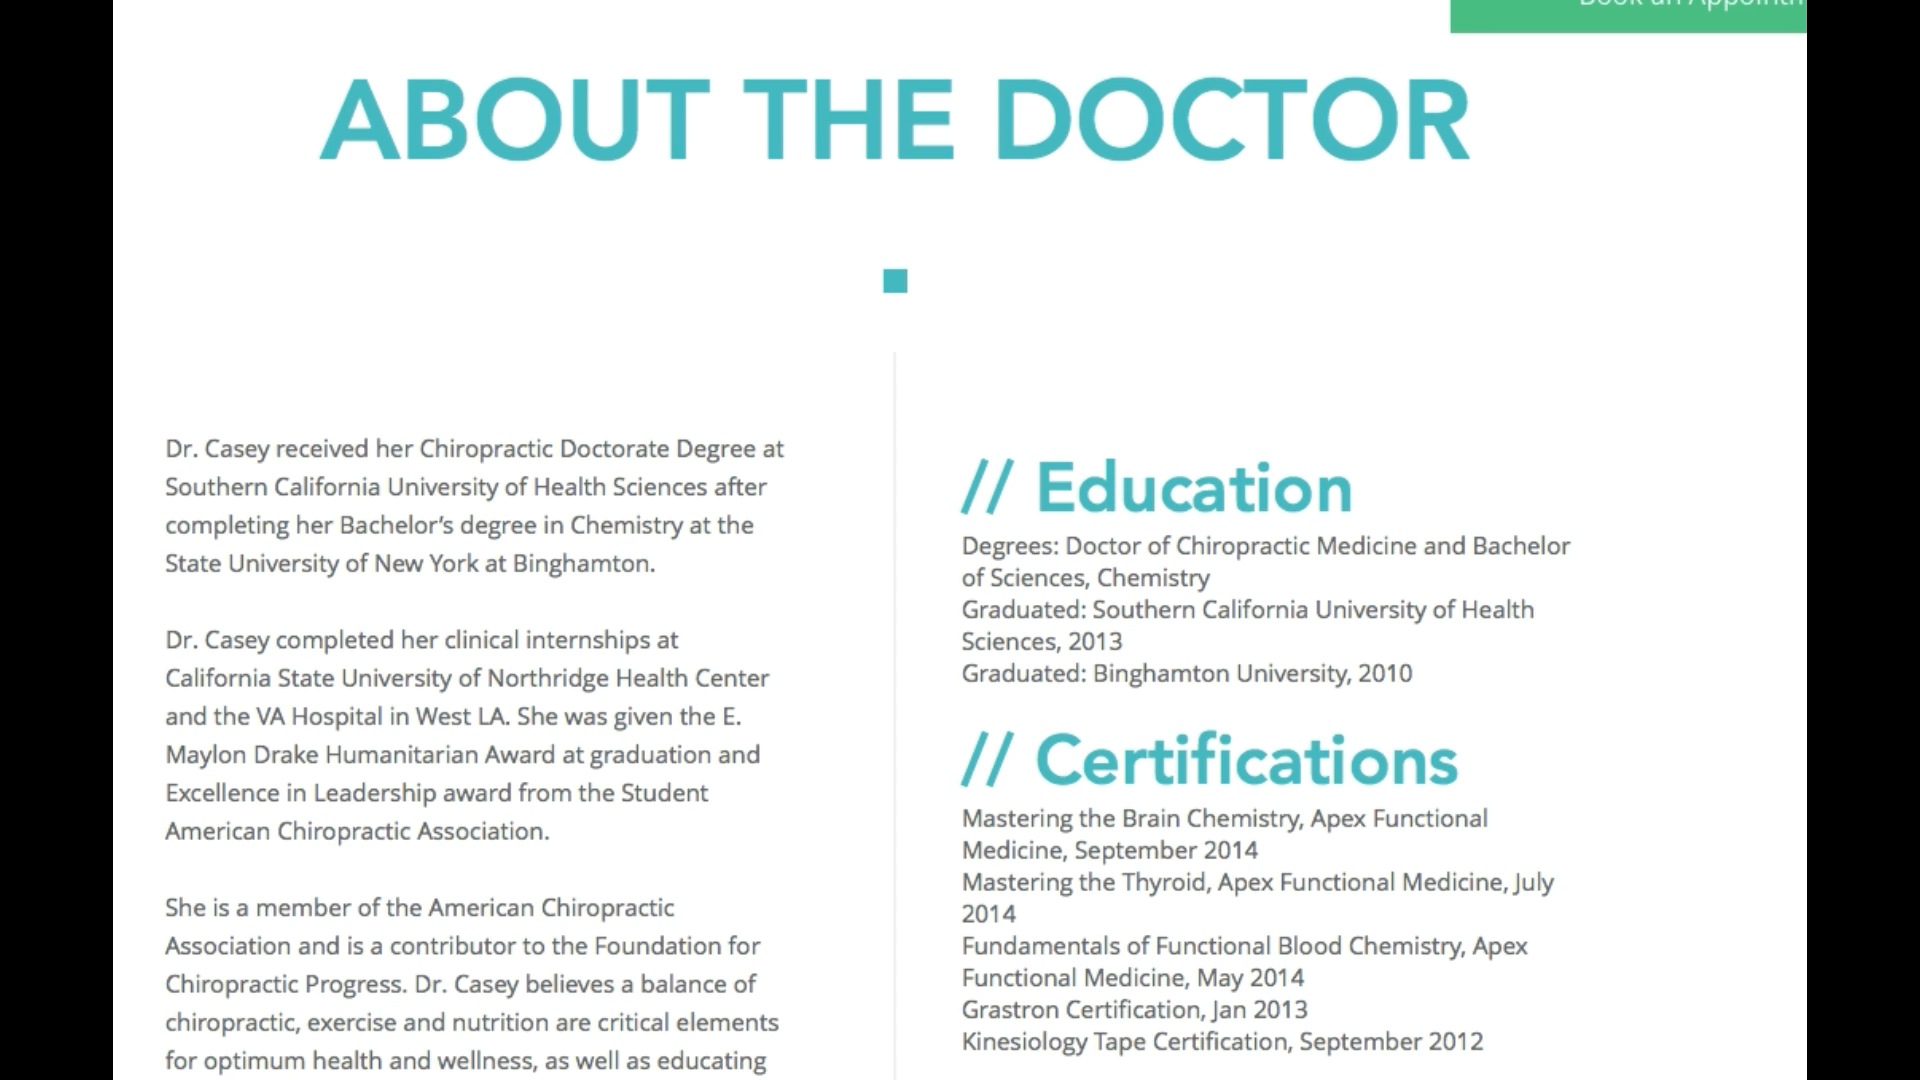 ABOUT THE DOCTOR
Dr. Casey received her Chiropractic Doctorate Degree at
Southern California University of Health Sciences after
completing her Bachelor’s degree in Chemistry at the
State University of New York at Binghamton.
Dr. Casey completed her clinical internships at
California State University of Northridge Health Center
and the VA Hospital in West LA. She was given the E.
Maylon Drake Humanitarian Award at graduation and
Excellence in Leadership award from the Student
American Chiropractic Association.
She is a member of the American Chiropractic
Association and is a contributor to the Foundation for
Chiropractic Progress. Dr. Casey believes a balance of
chiropractic, exercise and nutrition are critical elements
for optimum health and wellness, as well as educating
// Education
Degrees: Doctor of Chiropractic Medicine and Bachelor
of Sciences, Chemistry
Graduated: Southern California University of Health
Sciences, 2013
Graduated: Binghamton University, 2010
// Certifications
Mastering the Brain Chemistry, Apex Functional
Medicine, September 2014
Mastering the Thyroid, Apex Functional Medicine, July
2014
Fundamentals of Functional Blood Chemistry, Apex
Functional Medicine, May 2014
Grastron Certification, Jan 2013
Kinesiology Tape Certification, September 2012